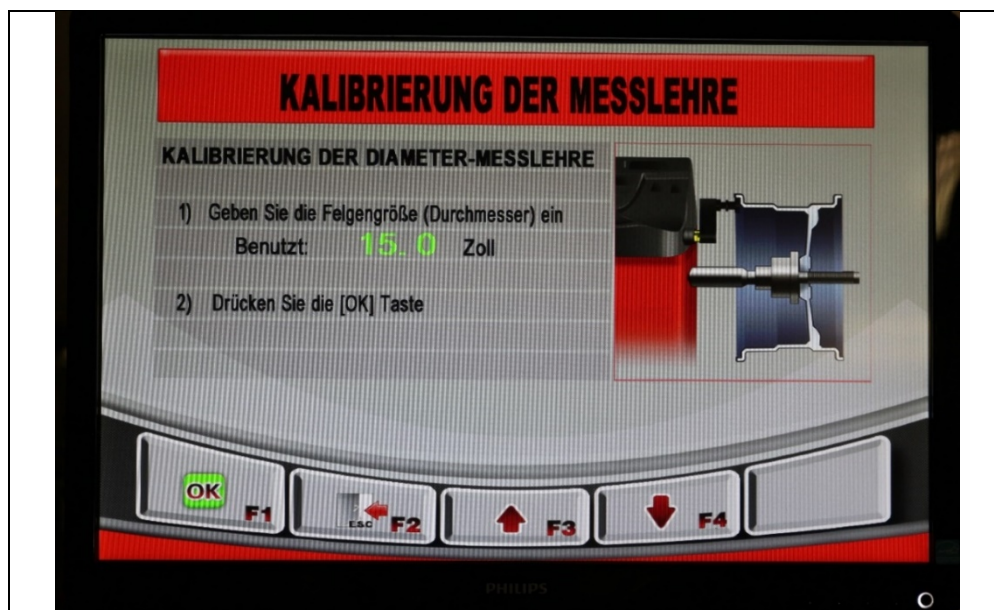 KALIBRIERUNG DER MESSLEHRE
KALIBRIERUNG DER DIAMETER-MESSLEHRE
1) Geben Sie die Felgengröße (Durchmesser) ein
Benutzt: 15.0 Zoll
2) Drücken Sie die [OK] Taste
OK F1
ESC F2
F3
F4
PHILIPS